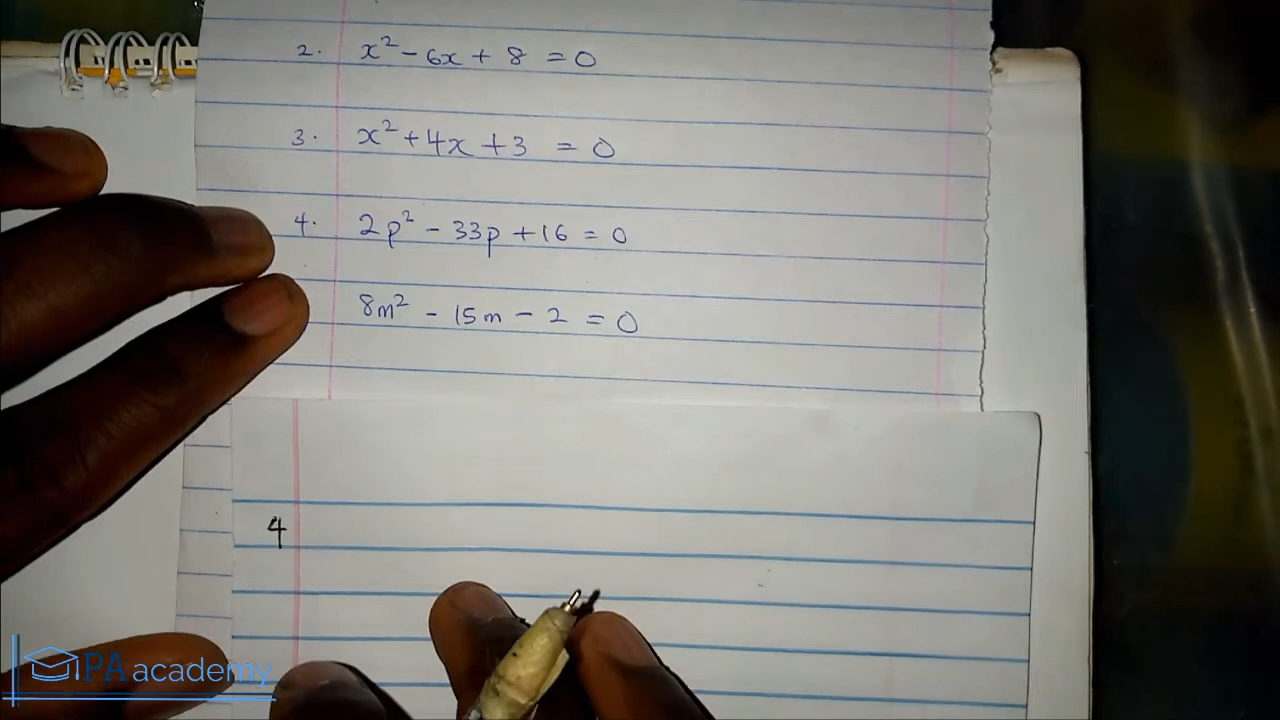 2. x² - 6x + 8 = 0
3. x² + 4x + 3 = 0
4. 2p² - 33p + 16 = 0
8m² - 15m - 2 = 0
4
PA academy